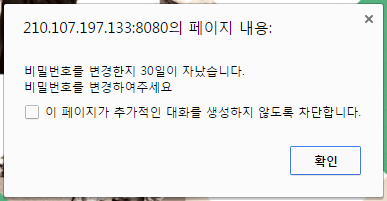 210.107.197.133:8080의 페이지 내용:
비밀번호를 변경한지 30일이 자났습니다.
비밀번호를 변경하여주세요
이 페이지가 추가적인 대화를 생성하지 않도록 차단합니다.
확인